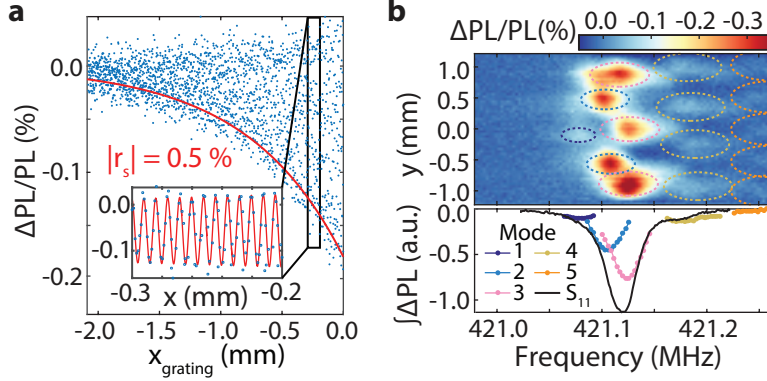 a
ΔPL/PL (%)
0.0
-0.1
-0.2
|rₛ| = 0.5 %
0.0
-0.1
-0.3
x (mm)
-0.2
-2.0
-1.5
-1.0
-0.5
0.0
x_grating (mm)
b
ΔPL/PL(%)
0.0
-0.1
-0.2
-0.3
y (mm)
1.0
0.5
0.0
-0.5
-1.0
∫ΔPL (a.u.)
0.0
-0.5
-1.0
Mode
1
2
3
4
5
S₁₁
421.0
421.1
421.2
Frequency (MHz)